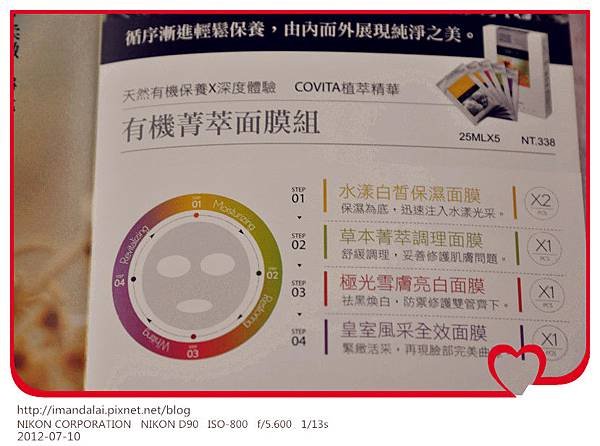 循序漸進輕鬆保養，由內而外展現純淨之美。
天然有機保養X深度體驗 COVITA植萃精華
有機菁萃面膜組
25MLX5 NT.338
01 Moisturizing
02 Restoring
03 Whiting
04 Revitalizing
STEP 01 水漾白皙保濕面膜 X2 PCS
保濕為底，迅速注入水漾光采。
STEP 02 草本菁萃調理面膜 X1 PCS
舒緩調理，妥善修護肌膚問題。
STEP 03 極光雪膚亮白面膜 X1 PCS
祛黑煥白，防禦修護雙管齊下。
STEP 04 皇室風采全效面膜 X1 PCS
緊緻活采，再現臉部完美曲
http://imandalai.pixnet.net/blog
NIKON CORPORATION NIKON D90 ISO-800 f/5.600 1/13s
2012-07-10